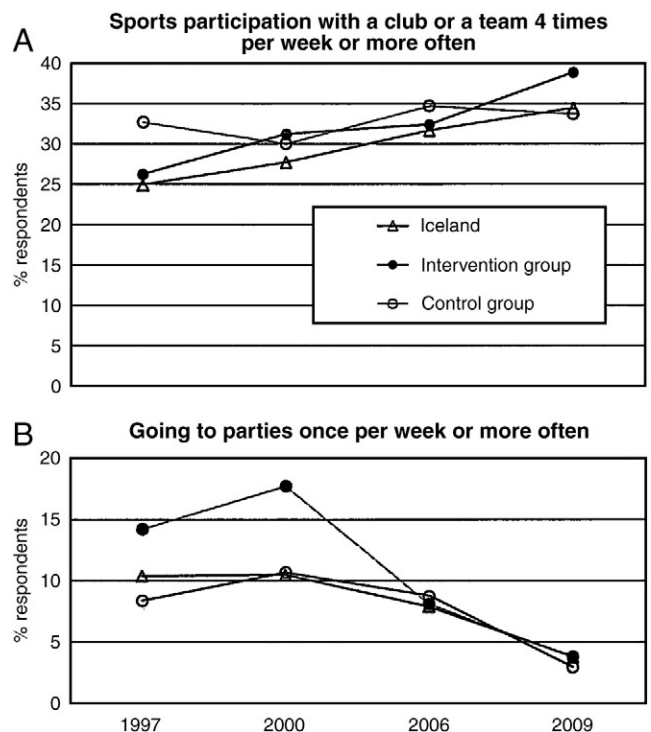 A
Sports participation with a club or a team 4 times
per week or more often
% respondents
40
35
30
25
20
15
10
5
0
Iceland
Intervention group
Control group
B
Going to parties once per week or more often
% respondents
20
15
10
5
0
1997 2000 2006 2009